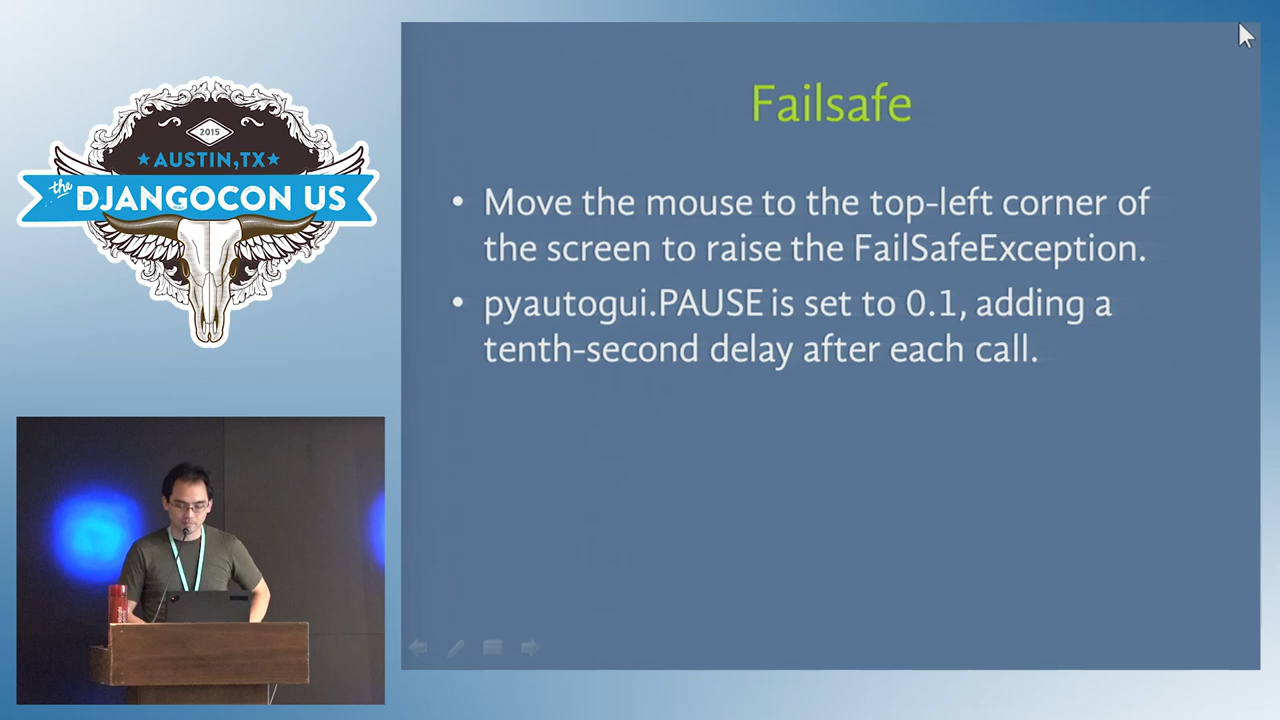 2015
★AUSTIN,TX★
the DJANGOCON US
Failsafe
• Move the mouse to the top-left corner of
the screen to raise the FailSafeException.
• pyautogui.PAUSE is set to 0.1, adding a
tenth-second delay after each call.